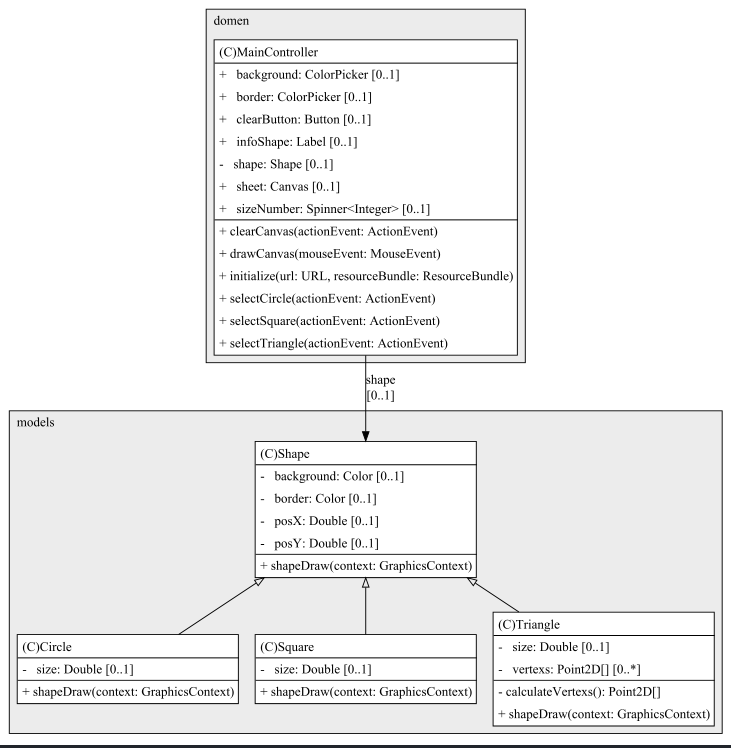 domen
(C)MainController
+ background: ColorPicker [0..1]
+ border: ColorPicker [0..1]
+ clearButton: Button [0..1]
+ infoShape: Label [0..1]
- shape: Shape [0..1]
+ sheet: Canvas [0..1]
+ sizeNumber: Spinner<Integer> [0..1]
+ clearCanvas(actionEvent: ActionEvent)
+ drawCanvas(mouseEvent: MouseEvent)
+ initialize(url: URL, resourceBundle: ResourceBundle)
+ selectCircle(actionEvent: ActionEvent)
+ selectSquare(actionEvent: ActionEvent)
+ selectTriangle(actionEvent: ActionEvent)
shape
[0..1]
models
(C)Shape
- background: Color [0..1]
- border: Color [0..1]
- posX: Double [0..1]
- posY: Double [0..1]
+ shapeDraw(context: GraphicsContext)
(C)Circle
- size: Double [0..1]
+ shapeDraw(context: GraphicsContext)
(C)Square
- size: Double [0..1]
+ shapeDraw(context: GraphicsContext)
(C)Triangle
- size: Double [0..1]
- vertexs: Point2D[] [0..*]
- calculateVertexs(): Point2D[]
+ shapeDraw(context: GraphicsContext)